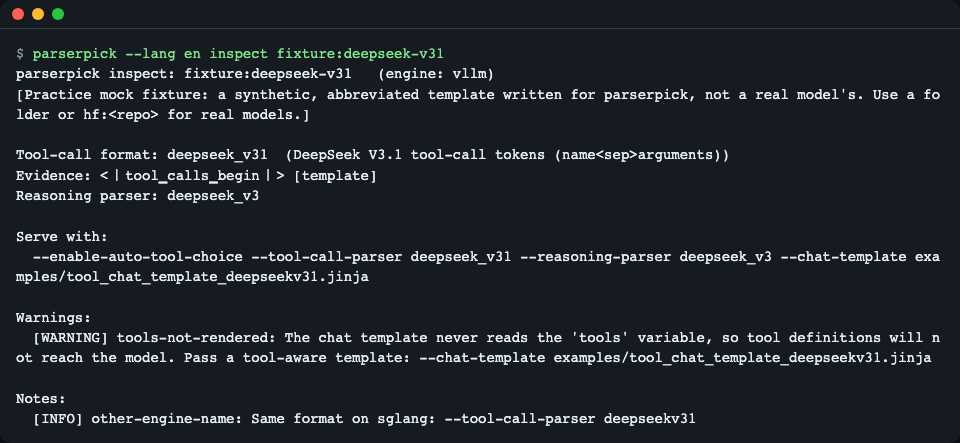 $ parserpick --lang en inspect fixture:deepseek-v31
parserpick inspect: fixture:deepseek-v31   (engine: vllm)
[Practice mock fixture: a synthetic, abbreviated template written for parserpick, not a real model's. Use a fo
lder or hf:<repo> for real models.]

Tool-call format: deepseek_v31  (DeepSeek V3.1 tool-call tokens (name<sep>arguments))
Evidence: <｜tool▁calls▁begin｜> [template]
Reasoning parser: deepseek_v3

Serve with:
  --enable-auto-tool-choice --tool-call-parser deepseek_v31 --reasoning-parser deepseek_v3 --chat-template exa
mples/tool_chat_template_deepseekv31.jinja

Warnings:
  [WARNING] tools-not-rendered: The chat template never reads the 'tools' variable, so tool definitions will n
ot reach the model. Pass a tool-aware template: --chat-template examples/tool_chat_template_deepseekv31.jinja

Notes:
  [INFO] other-engine-name: Same format on sglang: --tool-call-parser deepseekv31